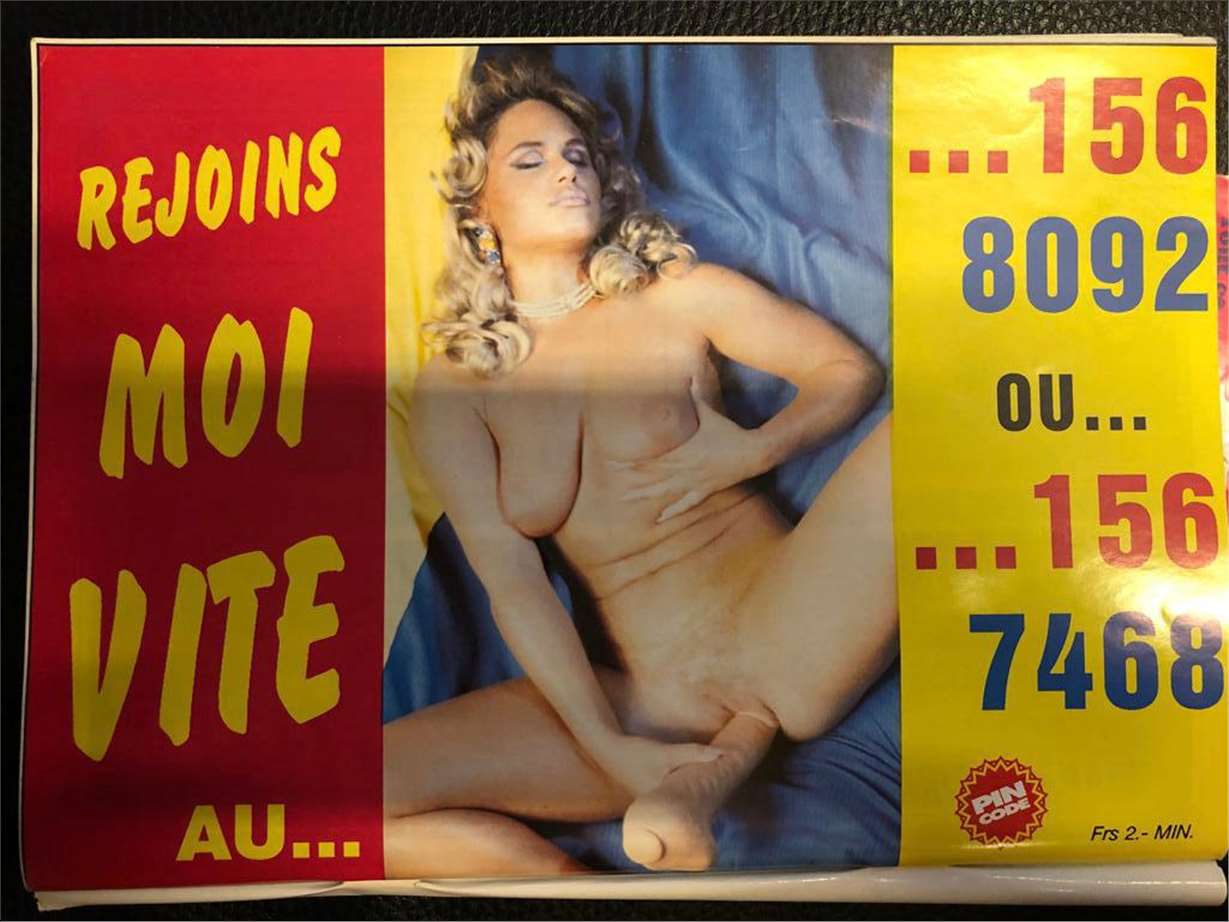 REJOINS
MOI
VITE
AU...
...156
8092
OU...
...156
7468
PIN
CODE
Frs 2.- MIN.